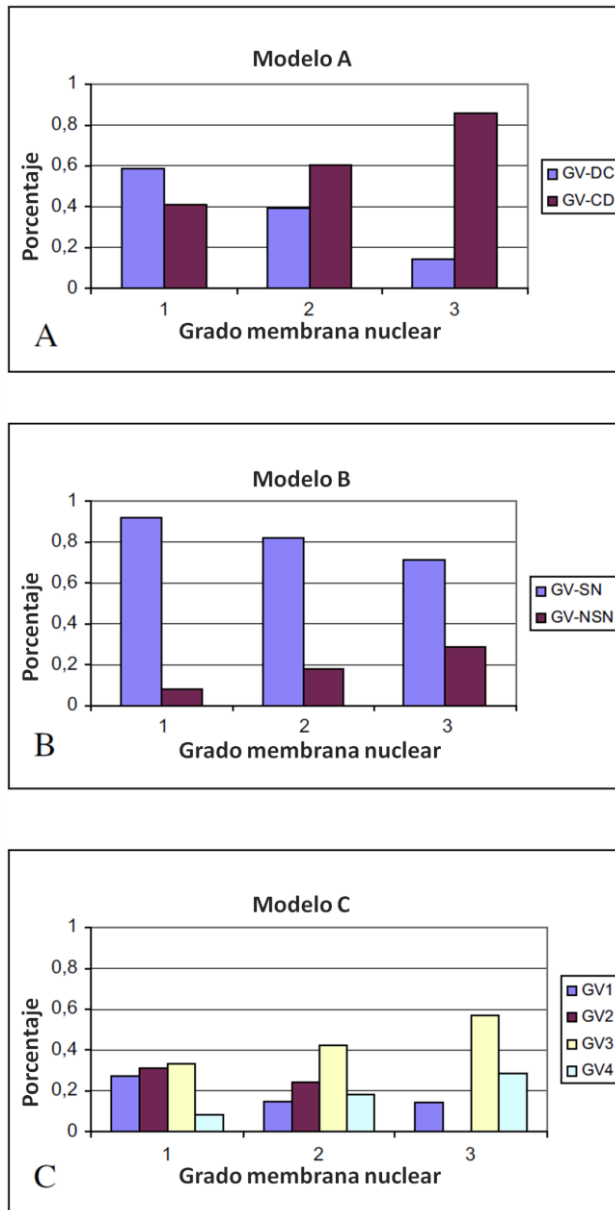 Modelo A
1
0,8
0,6
0,4
0,2
0
Porcentaje
1 2 3
Grado membrana nuclear
GV-DC
GV-CD
A
Modelo B
1
0,8
0,6
0,4
0,2
0
Porcentaje
1 2 3
Grado membrana nuclear
GV-SN
GV-NSN
B
Modelo C
1
0,8
0,6
0,4
0,2
0
Porcentaje
1 2 3
Grado membrana nuclear
GV1
GV2
GV3
GV4
C